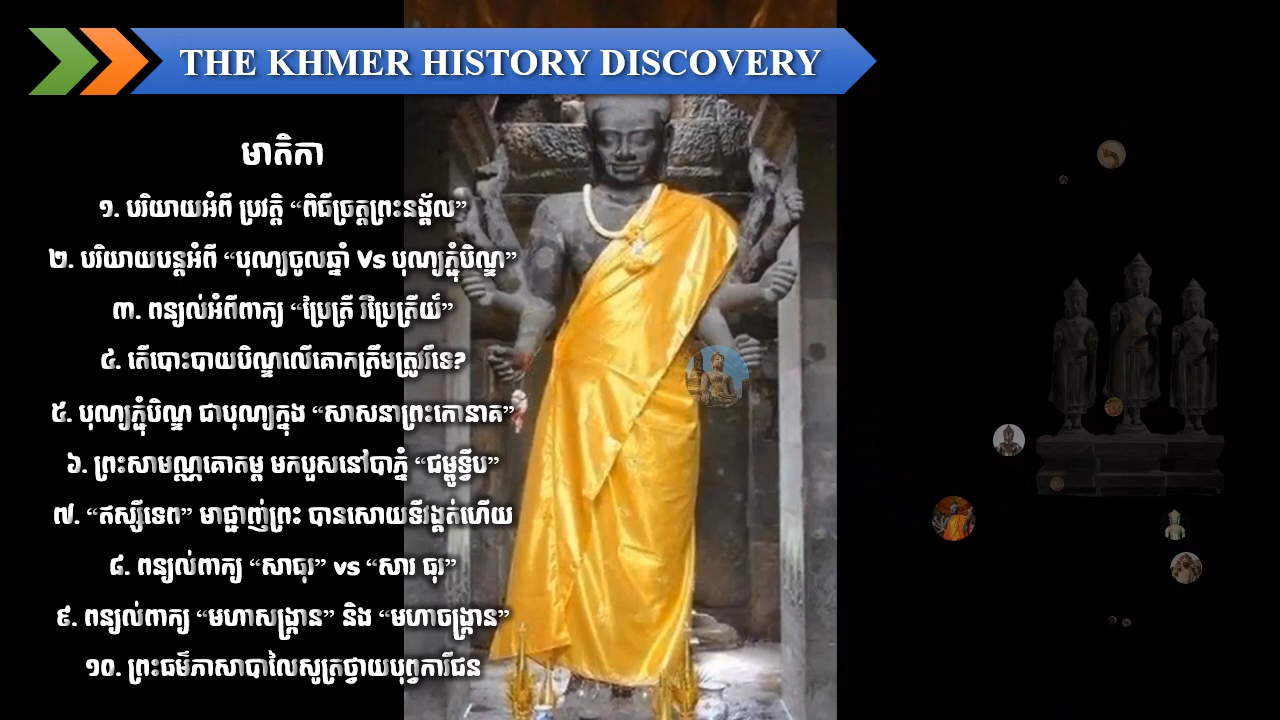 THE KHMER HISTORY DISCOVERY
មាតិកា
១. បរិយាយអំពី ប្រវត្តិ “ពិធីច្រត្តព្រះនង្គ័ល”
២. បរិយាយបន្តអំពី “បុណ្យចូលឆ្នាំ Vs បុណ្យភ្ជុំបិណ្ឌ”
៣. ពន្យល់អំពីពាក្យ “ប្រៃត្រី រឺប្រៃត្រីយ៍”
៤. តើបោះបាយបិណ្ឌលើគោកត្រឹមត្រូវរឺទេ?
៥. បុណ្យភ្ជុំបិណ្ឌ ជាបុណ្យក្នុង “សាសនាព្រះកោនាគ”
៦. ព្រះសាមណ្ណគោតម្ត មកបួសនៅបាភ្នំ “ជម្ពូទ្វីប”
៧. “ឥស្សីទេព” មាផ្ជាញ់ព្រះ បានសោយទីវង្គត់ហើយ
៨. ពន្យល់ពាក្យ “សាធុរ” vs “សារ ធុរ”
៩. ពន្យល់ពាក្យ “មហាសង្ក្រាន” និង “មហាចង្ក្រាន”
១០. ព្រះធម៌ភាសាបាលៃសូត្រថ្វាយបុព្វការីជន